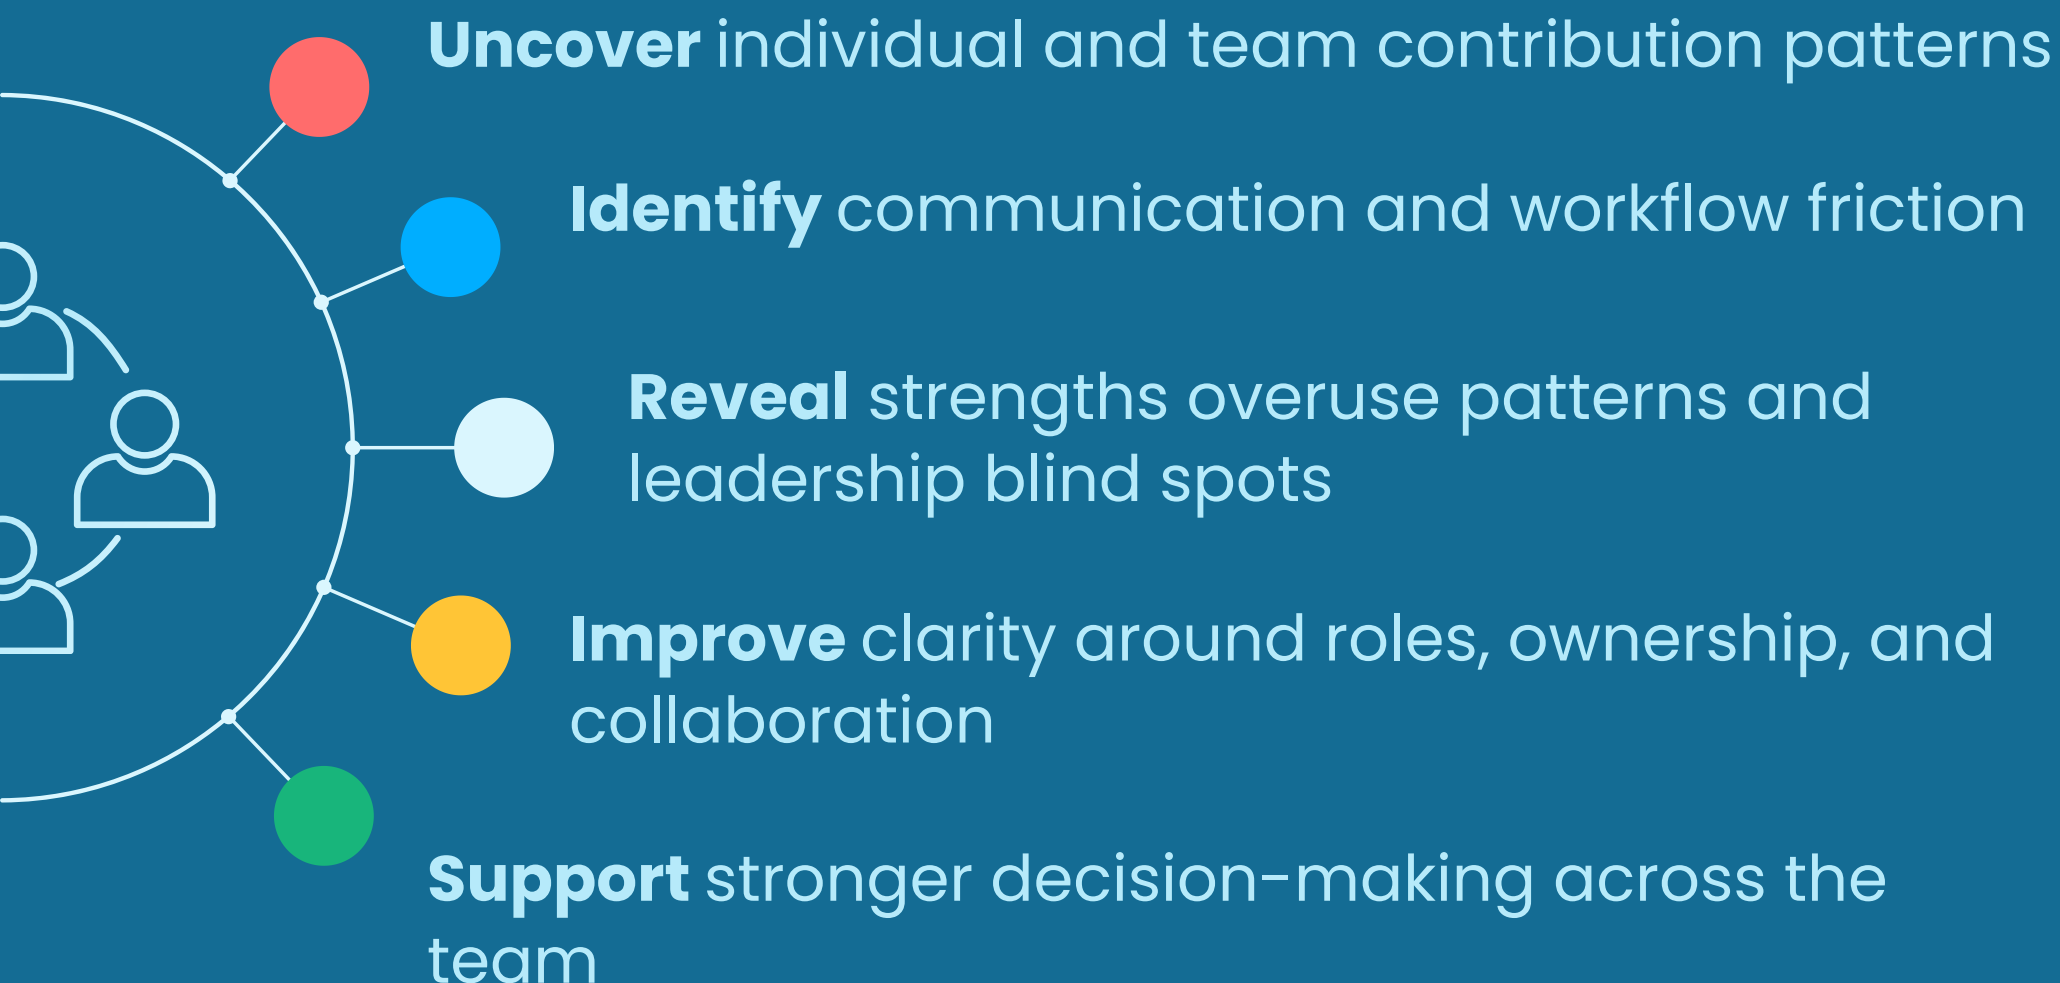 Uncover individual and team contribution patterns
Identify communication and workflow friction
Reveal strengths overuse patterns and
leadership blind spots
Improve clarity around roles, ownership, and
collaboration
Support stronger decision-making across the
team